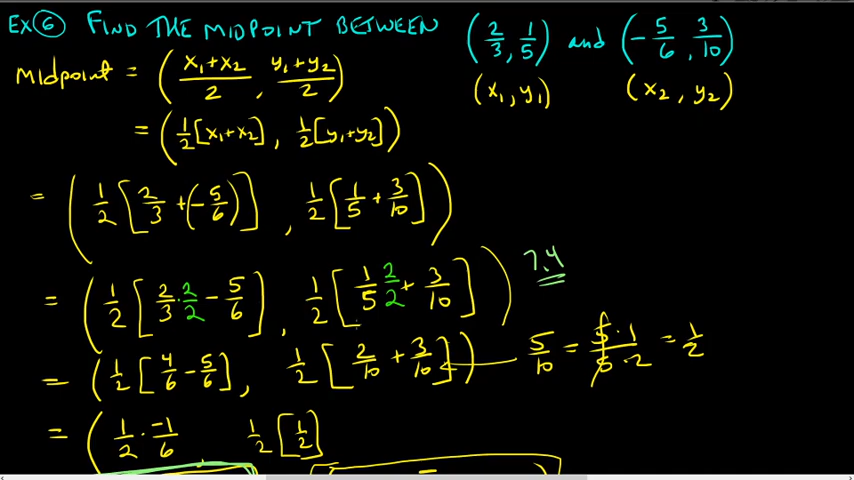 Ex⑥ FIND THE MIDPOINT BETWEEN (2/3, 1/5) and (-5/6, 3/10)
Midpoint = ((x₁+x₂)/2, (y₁+y₂)/2) (x₁, y₁) (x₂, y₂)
= (1/2[x₁+x₂], 1/2[y₁+y₂])
= (1/2[2/3+(-5/6)], 1/2[1/5+3/10])
7.4
= (1/2[2/3·2/2 - 5/6], 1/2[1/5 2/2 + 3/10])
= (1/2[4/6 - 5/6], 1/2[2/10 + 3/10]) 5/10 = 5·1/5·2 = 1/2
= (1/2 · -1/6, 1/2[1/2]